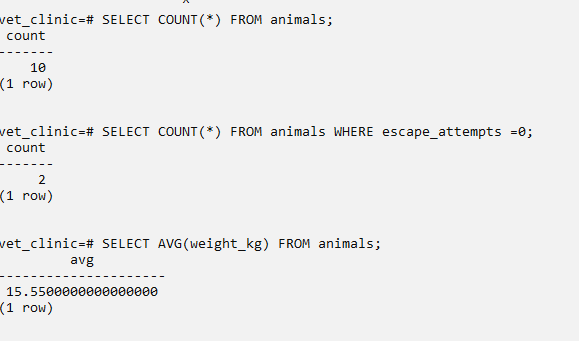 vet_clinic=# SELECT COUNT(*) FROM animals;
count
-------
10
(1 row)
vet_clinic=# SELECT COUNT(*) FROM animals WHERE escape_attempts =0;
count
-------
2
(1 row)
vet_clinic=# SELECT AVG(weight_kg) FROM animals;
avg
---------------------
15.5500000000000000
(1 row)